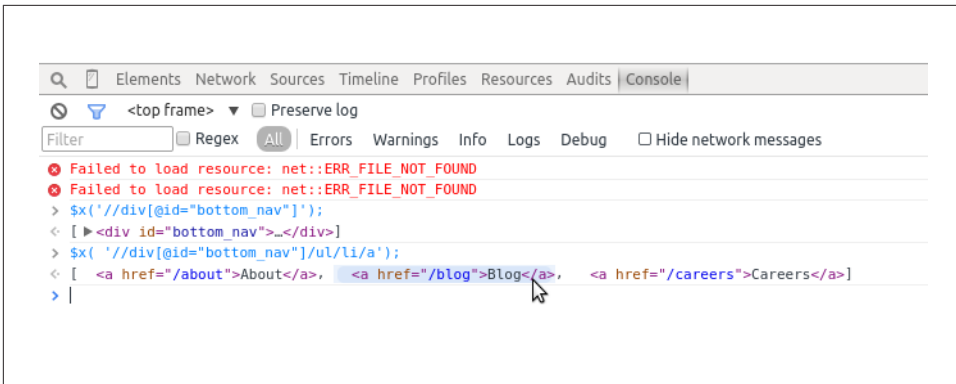 Elements Network Sources Timeline Profiles Resources Audits Console
<top frame> ▼ Preserve log
Filter Regex All Errors Warnings Info Logs Debug Hide network messages
Failed to load resource: net::ERR_FILE_NOT_FOUND
Failed to load resource: net::ERR_FILE_NOT_FOUND
> $x('//div[@id="bottom_nav"]');
[ ▶<div id="bottom_nav">…</div>]
> $x( '//div[@id="bottom_nav"]/ul/li/a');
[ <a href="/about">About</a>, <a href="/blog">Blog</a>, <a href="/careers">Careers</a>]
>